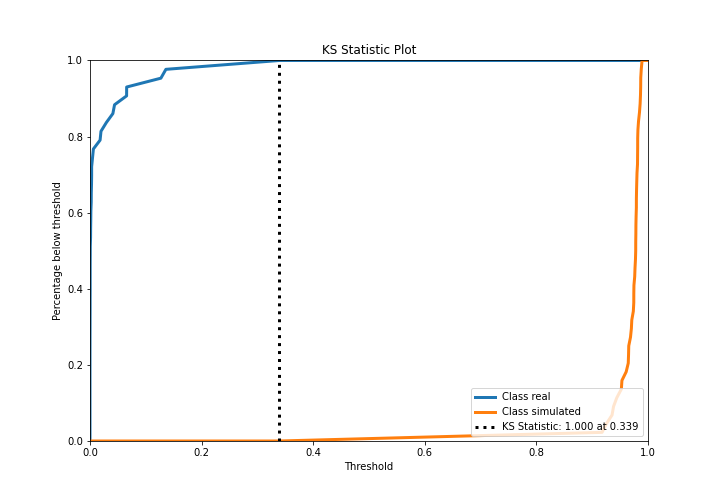 KS Statistic Plot
1.0
0.8
0.6
0.4
0.2
0.0
Percentage below threshold
Class real
Class simulated
KS Statistic: 1.000 at 0.339
0.0 0.2 0.4 0.6 0.8 1.0
Threshold